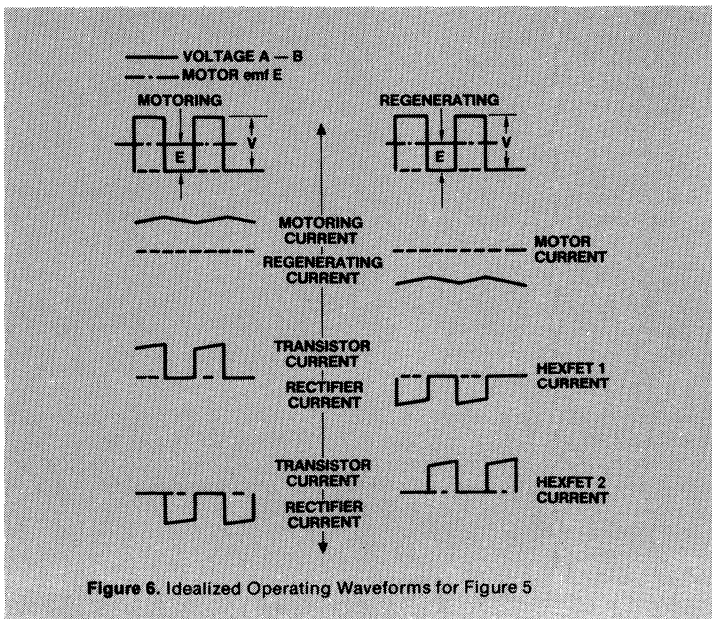 VOLTAGE A — B
MOTOR emf E
MOTORING
REGENERATING
E
V
E
V
MOTORING
CURRENT
REGENERATING
CURRENT
MOTOR
CURRENT
TRANSISTOR
CURRENT
RECTIFIER
CURRENT
HEXFET 1
CURRENT
TRANSISTOR
CURRENT
RECTIFIER
CURRENT
HEXFET 2
CURRENT
Figure 6. Idealized Operating Waveforms for Figure 5